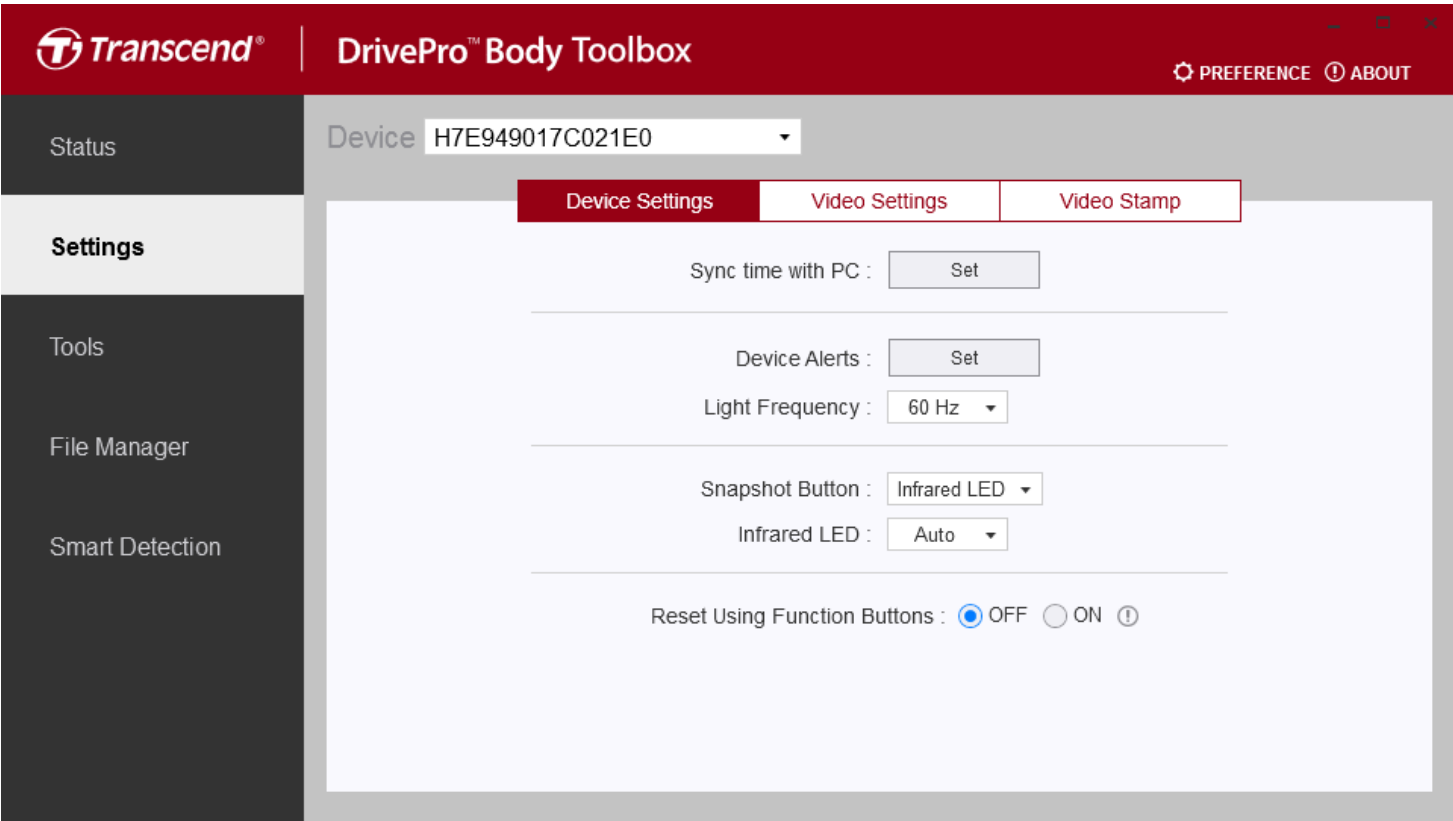 Transcend® DrivePro™ Body Toolbox
PREFERENCE ABOUT
Status
Settings
Tools
File Manager
Smart Detection
Device H7E949017C021E0
Device Settings Video Settings Video Stamp
Sync time with PC : Set
Device Alerts : Set
Light Frequency : 60 Hz
Snapshot Button : Infrared LED
Infrared LED : Auto
Reset Using Function Buttons : OFF ON